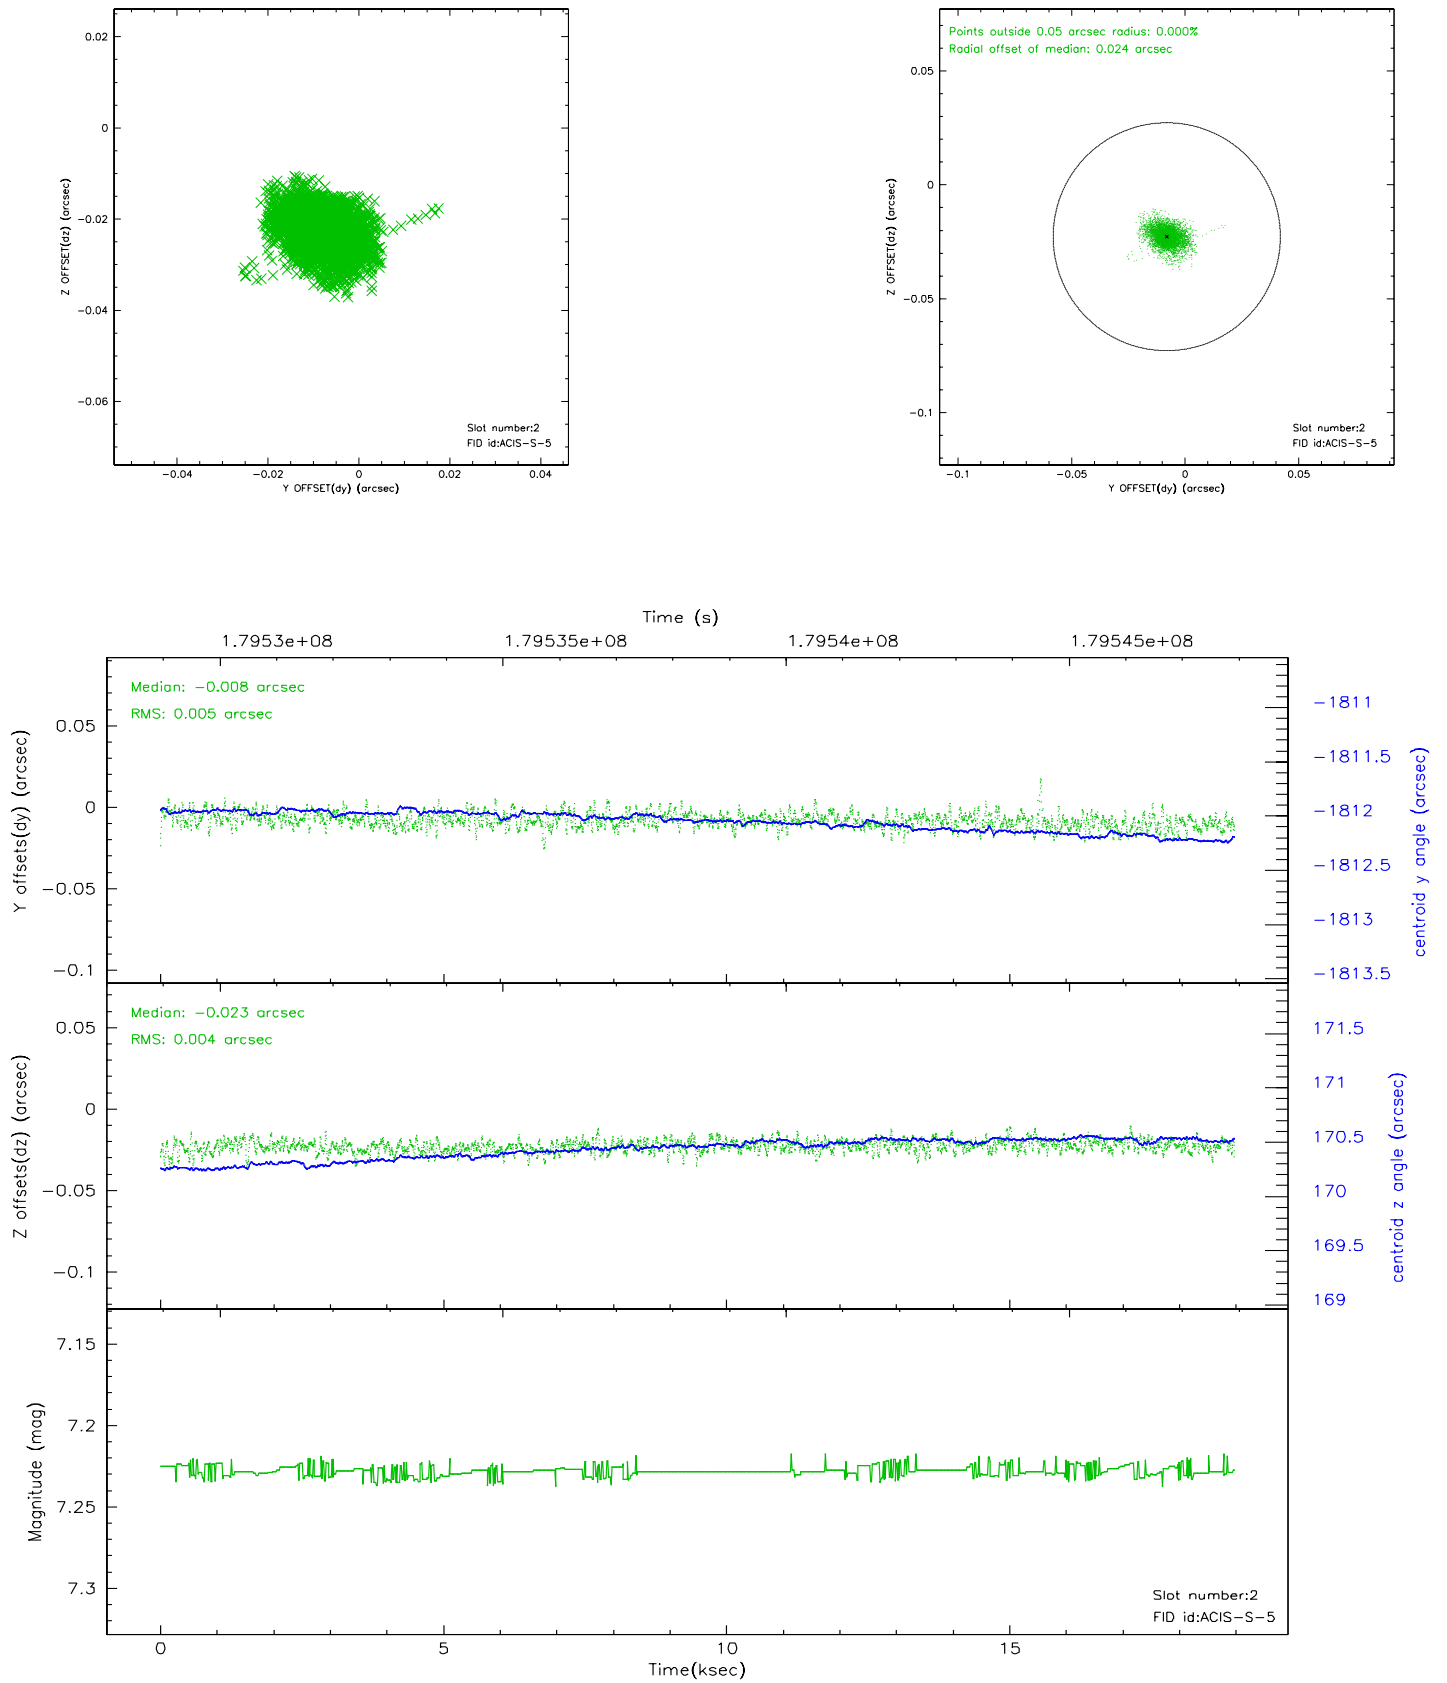 0.02
0
-0.02
-0.04
-0.06
Z OFFSET(dz) (arcsec)
-0.04
-0.02
0
0.02
0.04
Y OFFSET(dy) (arcsec)
Slot number:2
FID id:ACIS-S-5
Points outside 0.05 arcsec radius: 0.000%
Radial offset of median: 0.024 arcsec
0.05
0
-0.05
-0.1
Z OFFSET(dz) (arcsec)
-0.1
-0.05
0
0.05
Y OFFSET(dy) (arcsec)
Slot number:2
FID id:ACIS-S-5
Time (s)
1.7953e+08
1.79535e+08
1.7954e+08
1.79545e+08
Median: -0.008 arcsec
RMS: 0.005 arcsec
0.05
0
-0.05
-0.1
Y offsets(dy) (arcsec)
-1811
-1811.5
-1812
-1812.5
-1813
-1813.5
centroid y angle (arcsec)
Median: -0.023 arcsec
RMS: 0.004 arcsec
0.05
0
-0.05
-0.1
Z offsets(dz) (arcsec)
171.5
171
170.5
170
169.5
169
centroid z angle (arcsec)
7.15
7.2
7.25
7.3
Magnitude (mag)
Slot number:2
FID id:ACIS-S-5
0
5
10
15
Time(ksec)